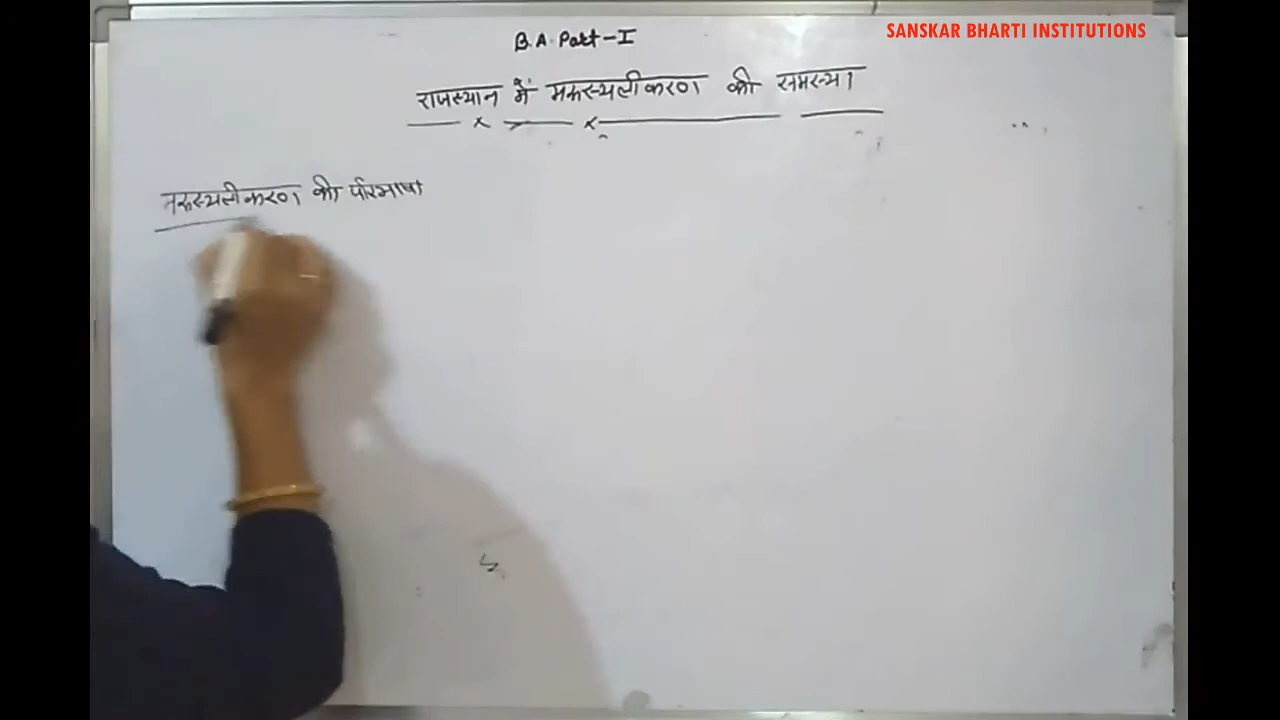 SANSKAR BHARTI INSTITUTIONS
B.A. Part-I
राजस्थान में मरूस्थलीकरण की समस्या
मरूस्थलीकरण की परिभाषा